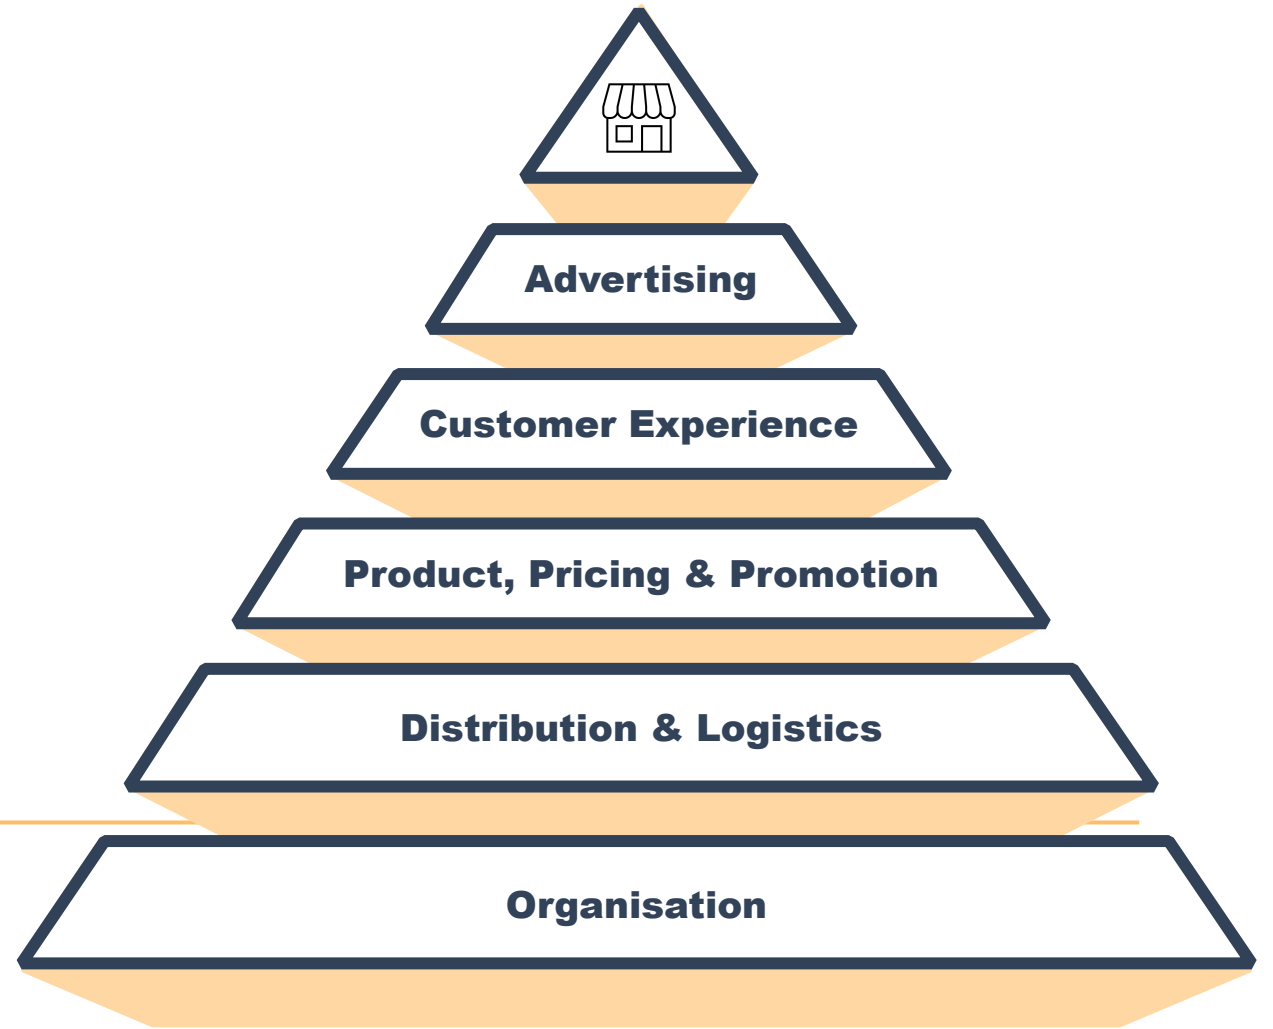 Advertising
Customer Experience
Product, Pricing & Promotion
Distribution & Logistics
Organisation